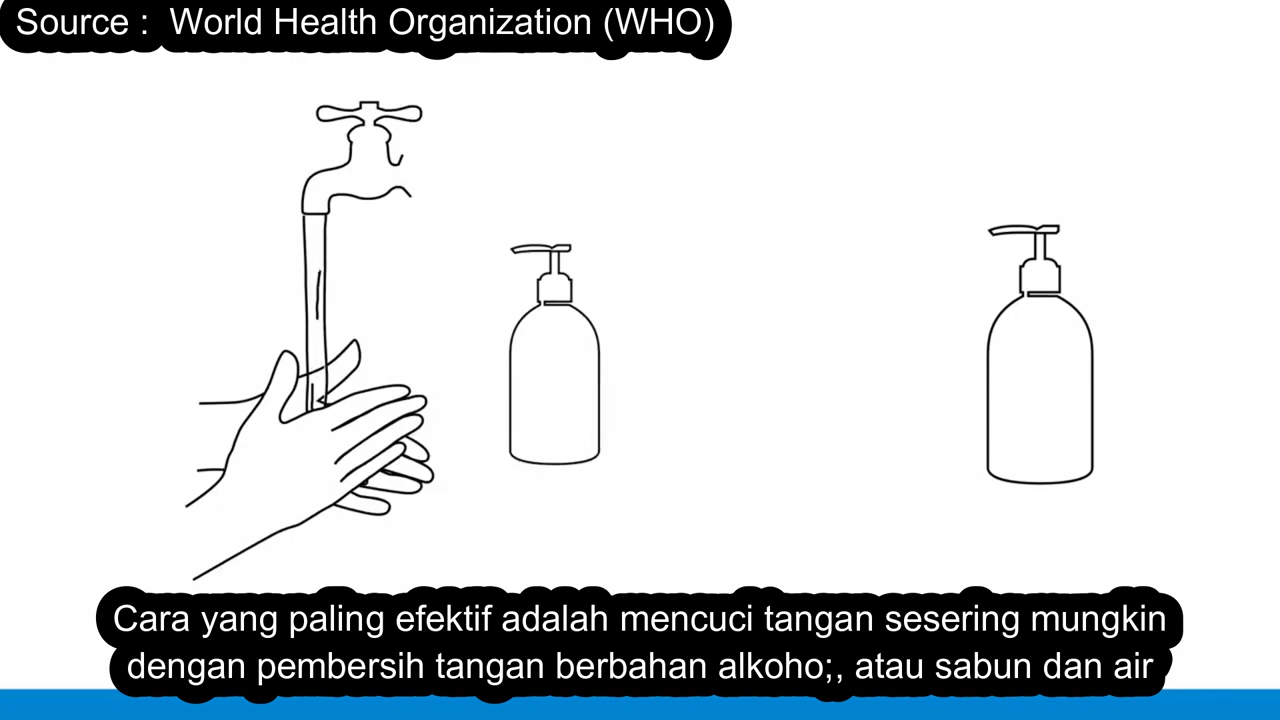 Source :  World Health Organization (WHO)
Cara yang paling efektif adalah mencuci tangan sesering mungkin
dengan pembersih tangan berbahan alkoho;, atau sabun dan air